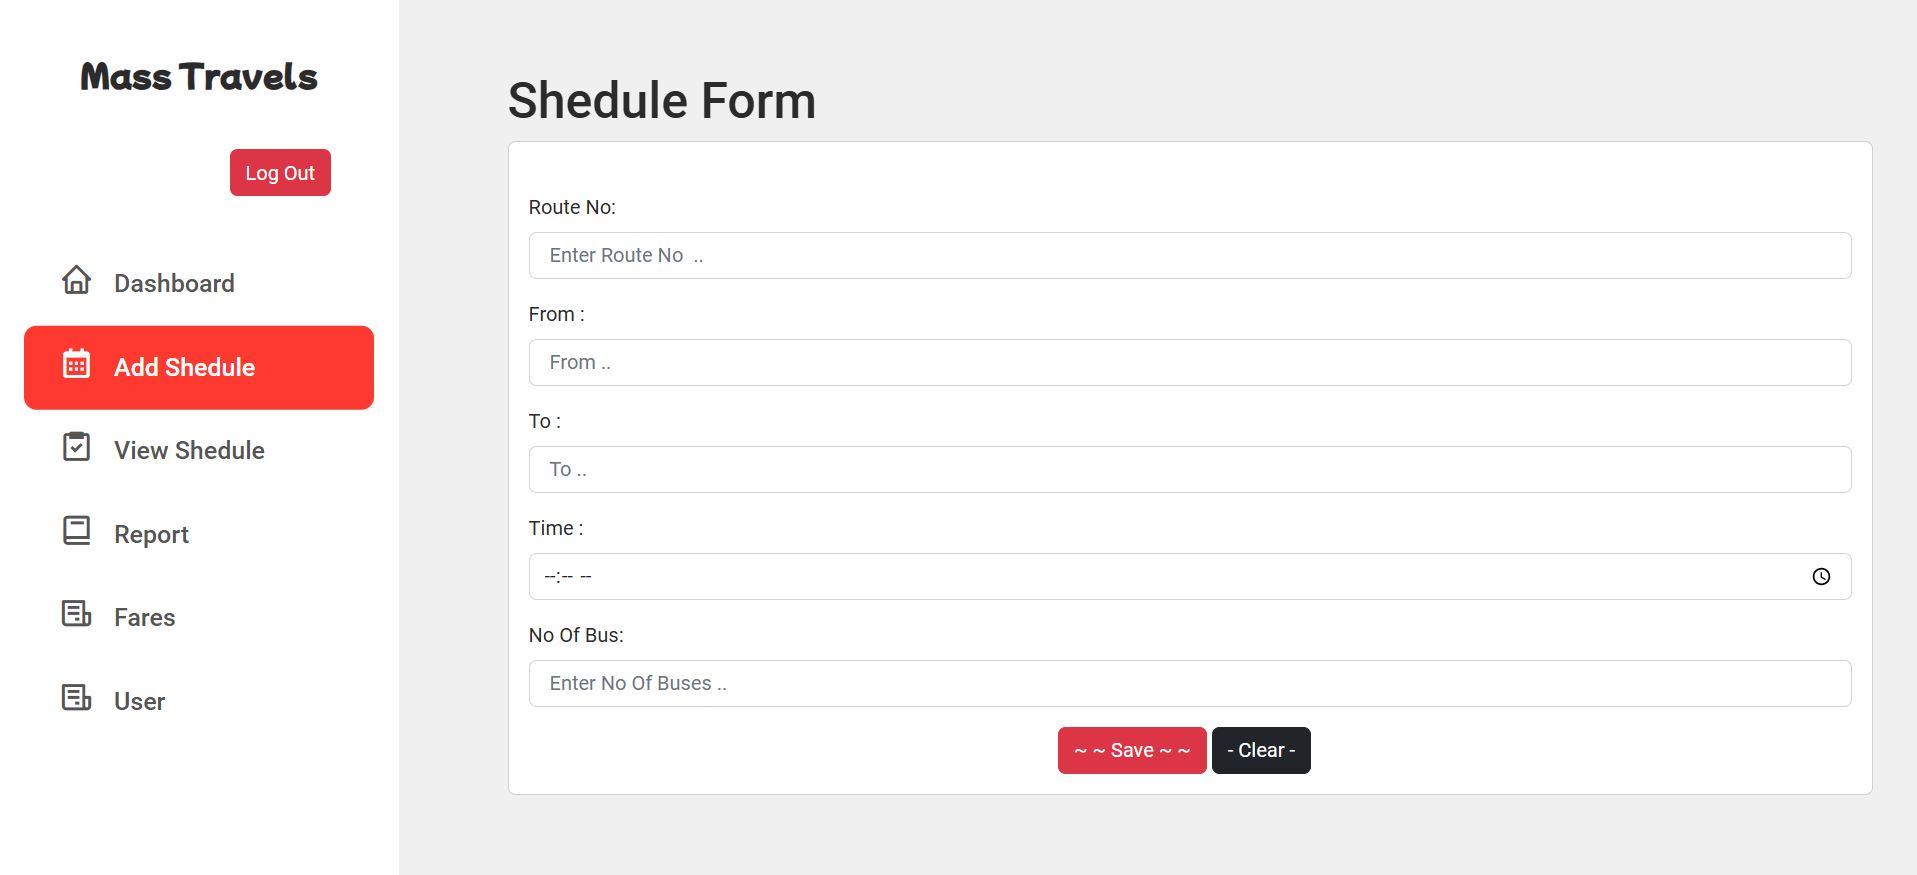 Mass Travels
Log Out
Dashboard
Add Shedule
View Shedule
Report
Fares
User
Shedule Form
Route No:
Enter Route No  ..
From :
From ..
To :
To ..
Time :
--:-- --
No Of Bus:
Enter No Of Buses ..
~ ~ Save ~ ~
- Clear -